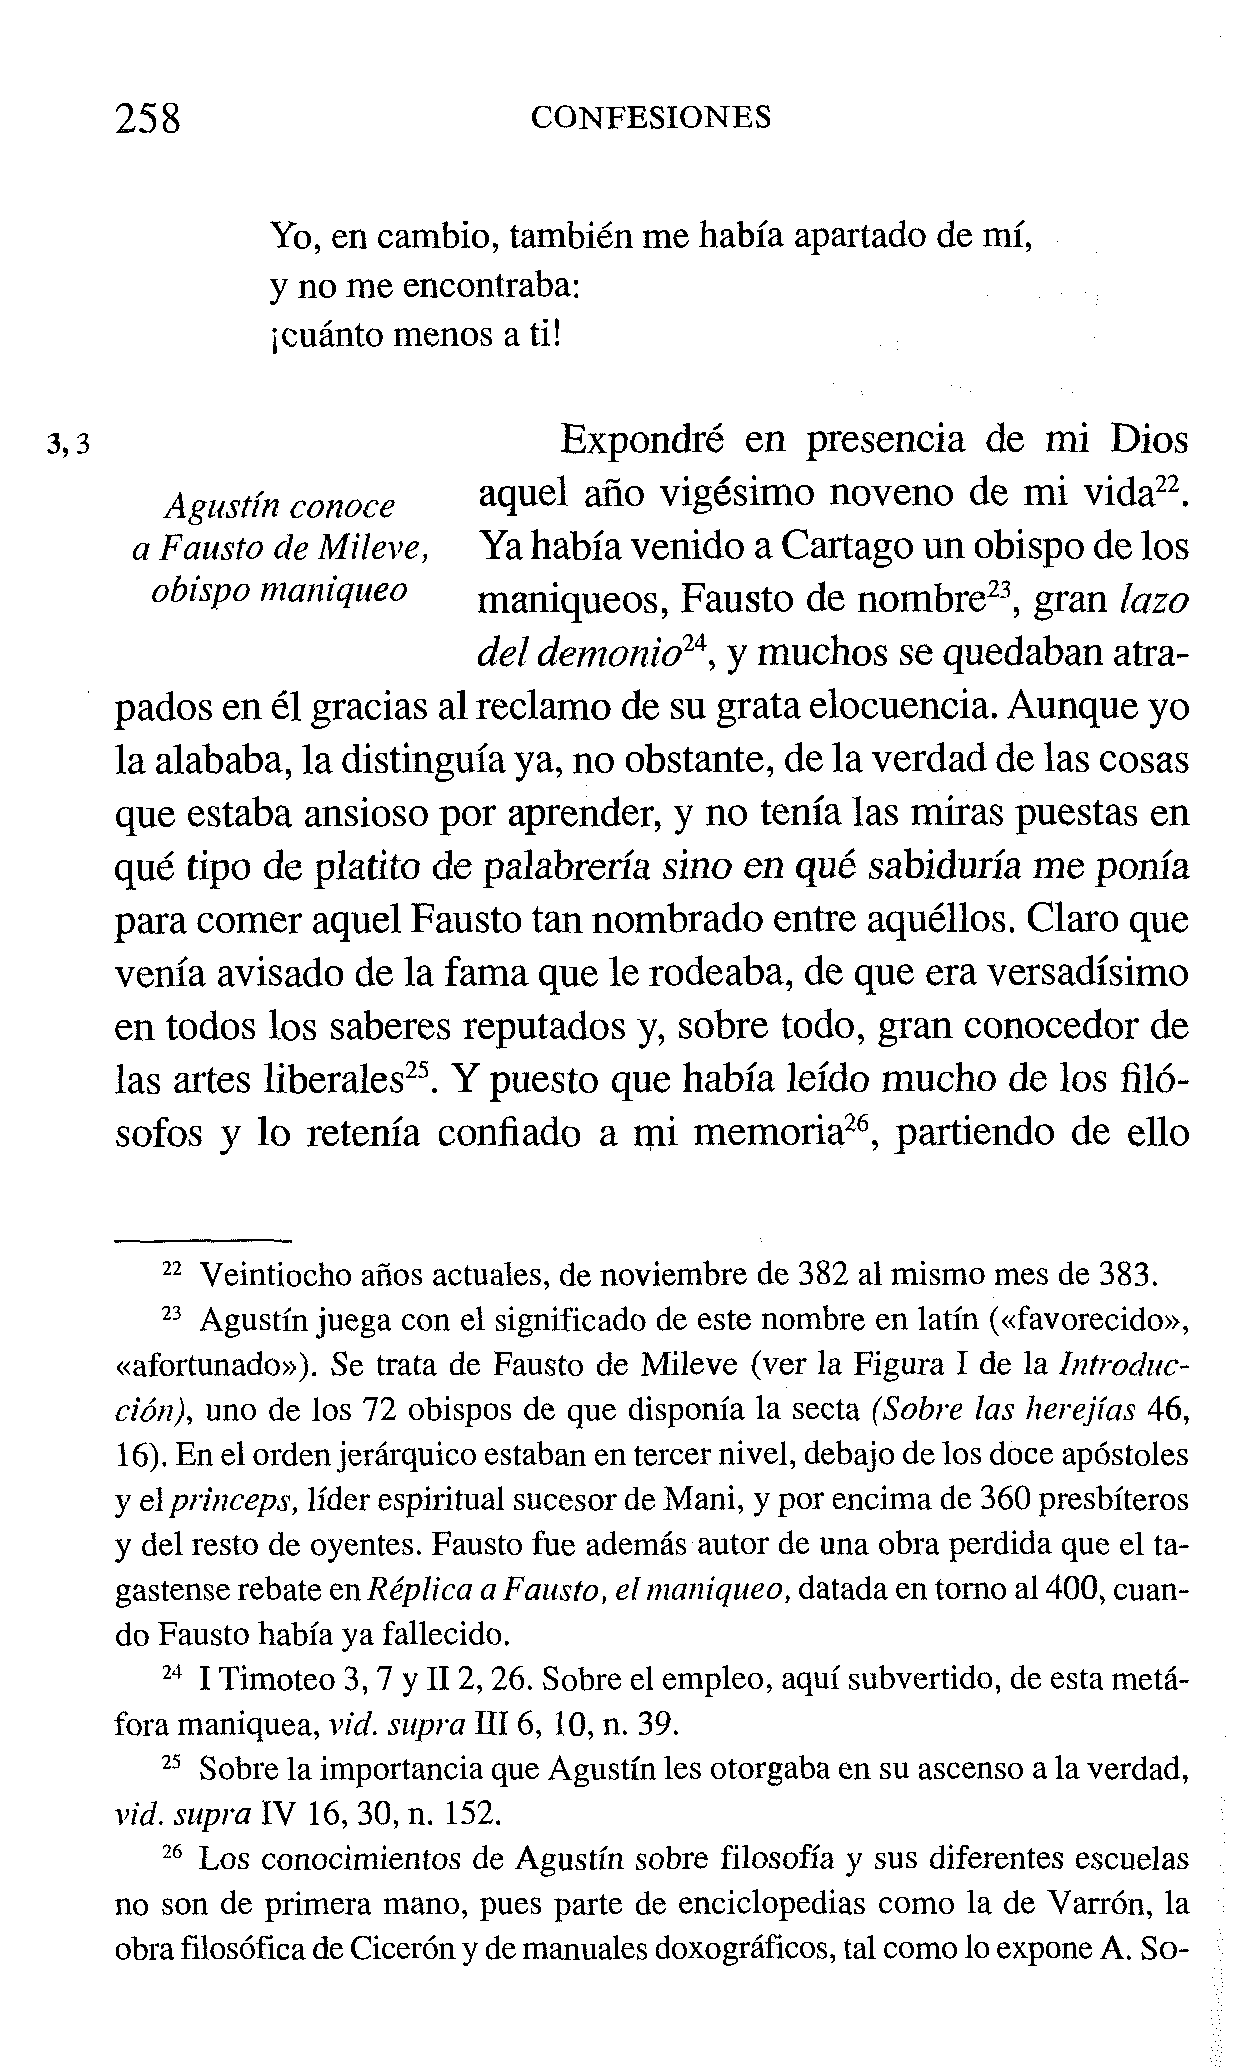 258 CONFESIONES
Yo, en cambio, también me había apartado de mí,
y no me encontraba:
¡cuánto menos a ti!
3, 3
Agustín conoce
a Fausto de Mileve,
obispo maniqueo
Expondré en presencia de mi Dios
aquel año vigésimo noveno de mi vida²².
Ya había venido a Cartago un obispo de los
maniqueos, Fausto de nombre²³, gran lazo
del demonio²⁴, y muchos se quedaban atra-
pados en él gracias al reclamo de su grata elocuencia. Aunque yo
la alababa, la distinguía ya, no obstante, de la verdad de las cosas
que estaba ansioso por aprender, y no tenía las miras puestas en
qué tipo de platito de palabrería sino en qué sabiduría me ponía
para comer aquel Fausto tan nombrado entre aquéllos. Claro que
venía avisado de la fama que le rodeaba, de que era versadísimo
en todos los saberes reputados y, sobre todo, gran conocedor de
las artes liberales²⁵. Y puesto que había leído mucho de los filó-
sofos y lo retenía confiado a mi memoria²⁶, partiendo de ello
²² Veintiocho años actuales, de noviembre de 382 al mismo mes de 383.
²³ Agustín juega con el significado de este nombre en latín («favorecido»,
«afortunado»). Se trata de Fausto de Mileve (ver la Figura I de la Introduc-
ción), uno de los 72 obispos de que disponía la secta (Sobre las herejías 46,
16). En el orden jerárquico estaban en tercer nivel, debajo de los doce apóstoles
y el princeps, líder espiritual sucesor de Mani, y por encima de 360 presbíteros
y del resto de oyentes. Fausto fue además autor de una obra perdida que el ta-
gastense rebate en Réplica a Fausto, el maniqueo, datada en torno al 400, cuan-
do Fausto había ya fallecido.
²⁴ I Timoteo 3, 7 y II 2, 26. Sobre el empleo, aquí subvertido, de esta metá-
fora maniquea, vid. supra III 6, 10, n. 39.
²⁵ Sobre la importancia que Agustín les otorgaba en su ascenso a la verdad,
vid. supra IV 16, 30, n. 152.
²⁶ Los conocimientos de Agustín sobre filosofía y sus diferentes escuelas
no son de primera mano, pues parte de enciclopedias como la de Varrón, la
obra filosófica de Cicerón y de manuales doxográficos, tal como lo expone A. So-